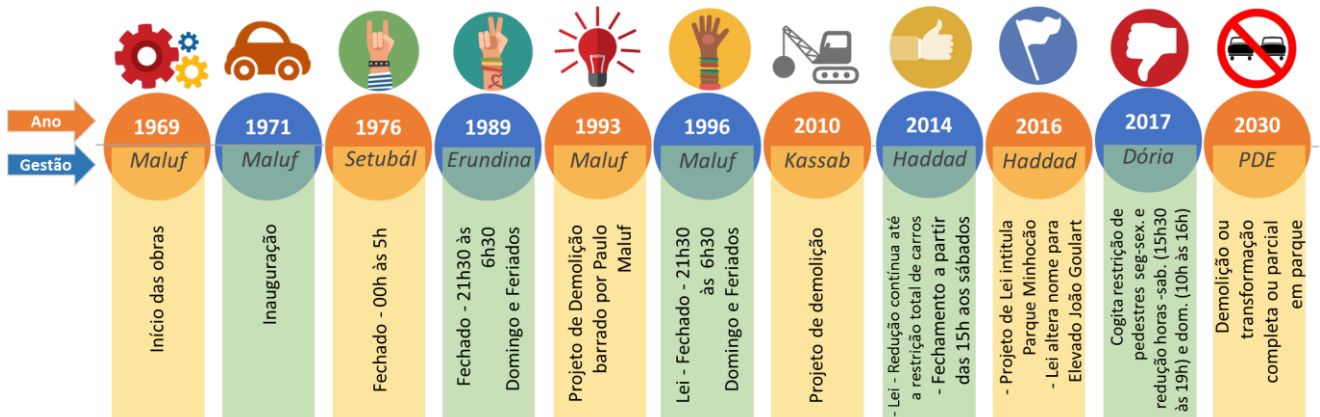 Ano
Gestão
1969
Maluf
Início das obras
1971
Maluf
Inauguração
1976
Setubál
Fechado - 00h às 5h
1989
Erundina
Fechado - 21h30 às
6h30
Domingo e Feriados
1993
Maluf
Projeto de Demolição
barrado por Paulo
Maluf
1996
Maluf
Lei - Fechado - 21h30
às 6h30
Domingo e Feriados
2010
Kassab
Projeto de demolição
2014
Haddad
- Lei - Redução contínua até
a restrição total de carros
- Fechamento a partir
das 15h aos sábados
2016
Haddad
- Projeto de Lei intitula
Parque Minhocão
- Lei altera nome para
Elevado João Goulart
2017
Dória
Cogita restrição de
pedestres seg-sex. e
redução horas -sab. (15h30
às 19h) e dom. (10h às 16h)
2030
PDE
Demolição ou
transformação
completa ou parcial
em parque